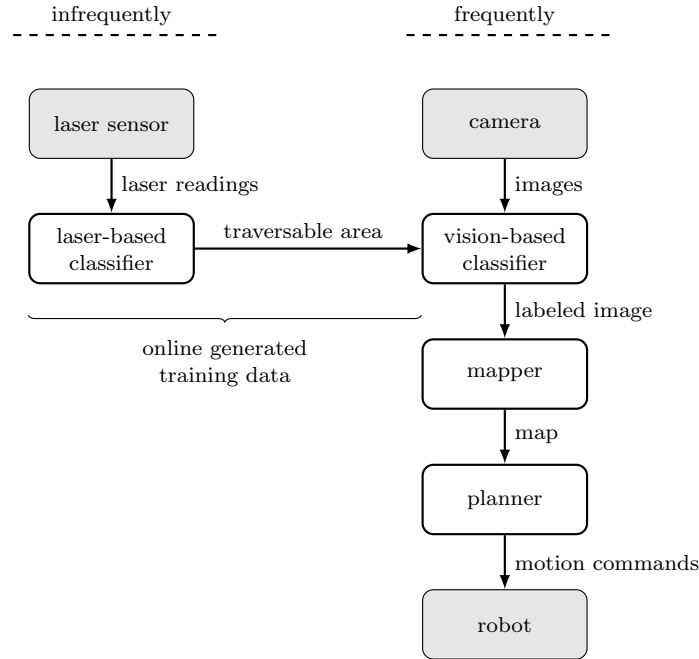 infrequently
frequently
laser sensor
camera
laser readings
images
laser-based
classifier
traversable area
vision-based
classifier
labeled image
online generated
training data
mapper
map
planner
motion commands
robot